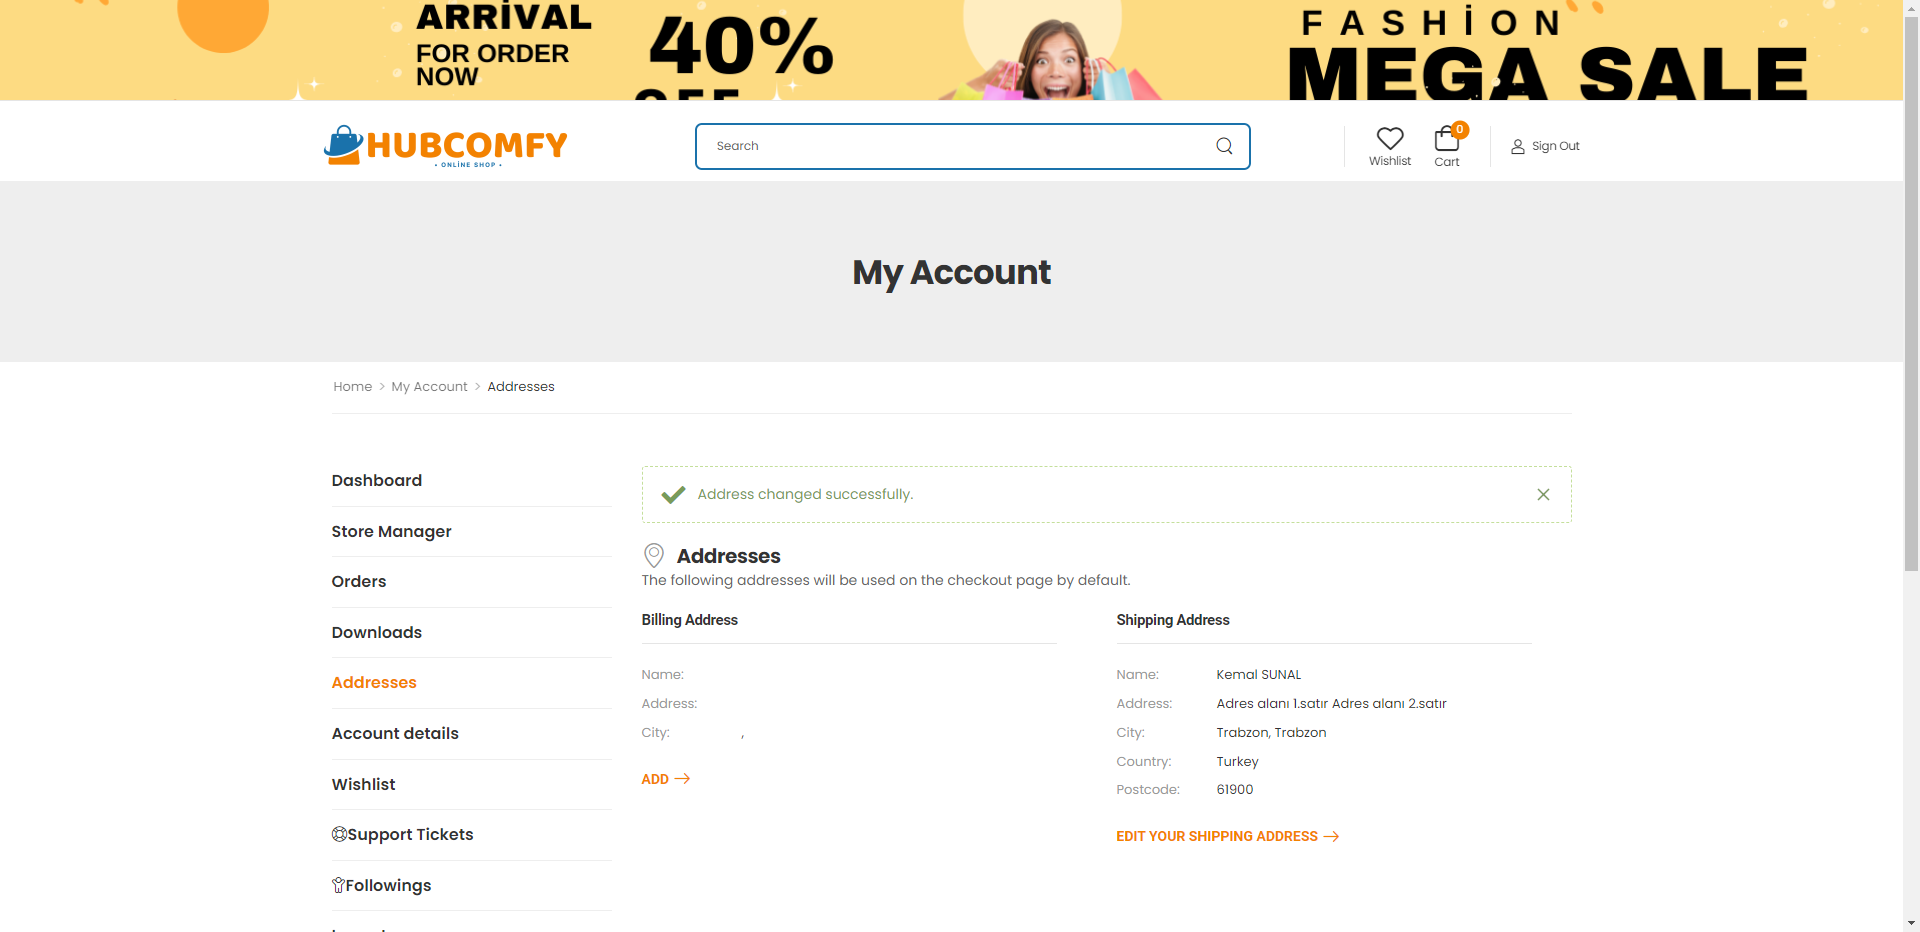 ARRİVAL
FOR ORDER
NOW
40%
FASHİON
MEGA SALE
HUBCOMFY
• ONLİNE SHOP •
Search
Wishlist
0
Cart
Sign Out
My Account
Home > My Account > Addresses
Dashboard
Store Manager
Orders
Downloads
Addresses
Account details
Wishlist
Support Tickets
Followings
Address changed successfully.
Addresses
The following addresses will be used on the checkout page by default.
Billing Address
Name:
Address:
City: ,
ADD
Shipping Address
Name: Kemal SUNAL
Address: Adres alanı 1.satır Adres alanı 2.satır
City: Trabzon, Trabzon
Country: Turkey
Postcode: 61900
EDIT YOUR SHIPPING ADDRESS